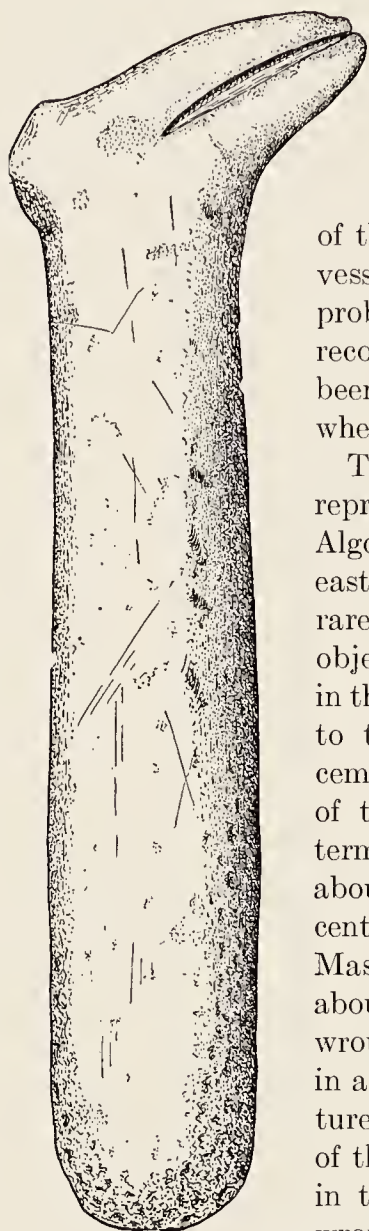 of th
vess
prob
reco
been
whe
T
repr
Algo
east
rare
obje
in th
to t
cem
of t
term
abou
cent
Mas
abou
wrou
in a
ture
of th
in t